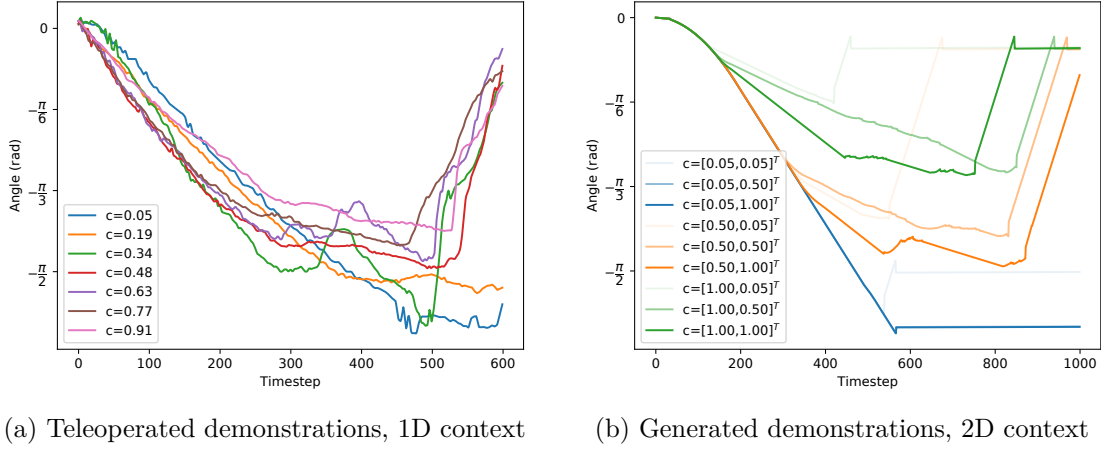 0
−π/6
−π/3
−π/2
Angle (rad)
c=0.05
c=0.19
c=0.34
c=0.48
c=0.63
c=0.77
c=0.91
0 100 200 300 400 500 600
Timestep
(a) Teleoperated demonstrations, 1D context
0
−π/6
−π/3
−π/2
Angle (rad)
c=[0.05,0.05]ᵀ
c=[0.05,0.50]ᵀ
c=[0.05,1.00]ᵀ
c=[0.50,0.05]ᵀ
c=[0.50,0.50]ᵀ
c=[0.50,1.00]ᵀ
c=[1.00,0.05]ᵀ
c=[1.00,0.50]ᵀ
c=[1.00,1.00]ᵀ
0 200 400 600 800 1000
Timestep
(b) Generated demonstrations, 2D context